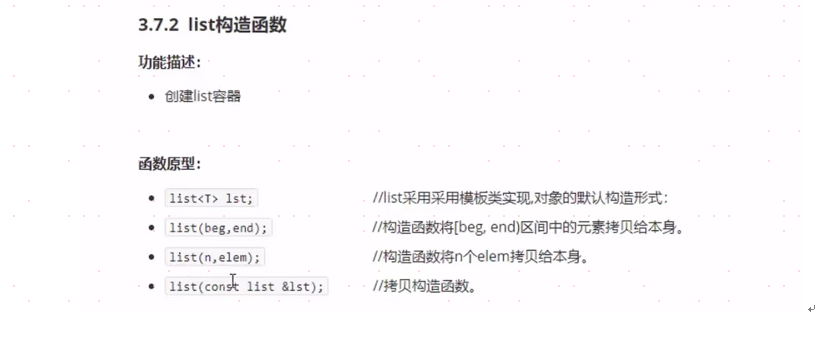 3.7.2 list构造函数
功能描述：
• 创建list容器
函数原型：
• list<T> lst; //list采用采用模板类实现,对象的默认构造形式：
• list(beg,end); //构造函数将[beg, end)区间中的元素拷贝给本身。
• list(n,elem); //构造函数将n个elem拷贝给本身。
• list(const list &lst); //拷贝构造函数。